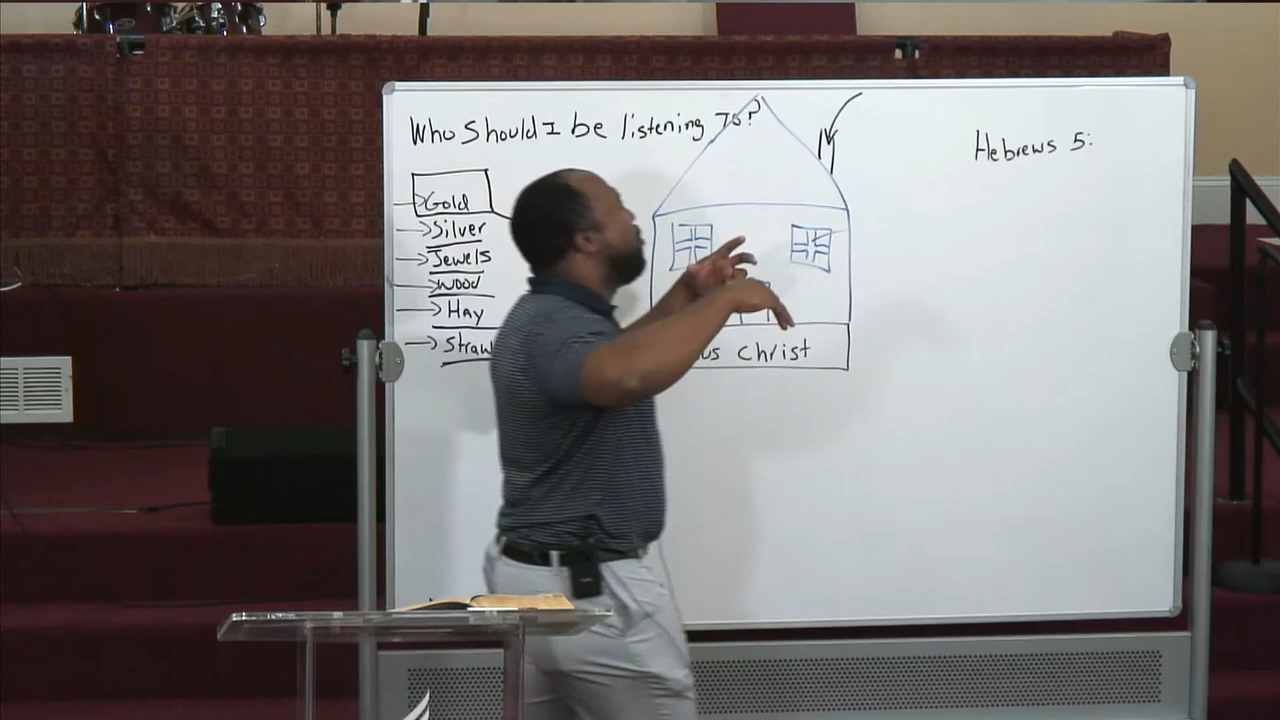 Who Should I be listening To?
Hebrews 5:
Gold
Silver
Jewels
Wood
Hay
Straw
Christ